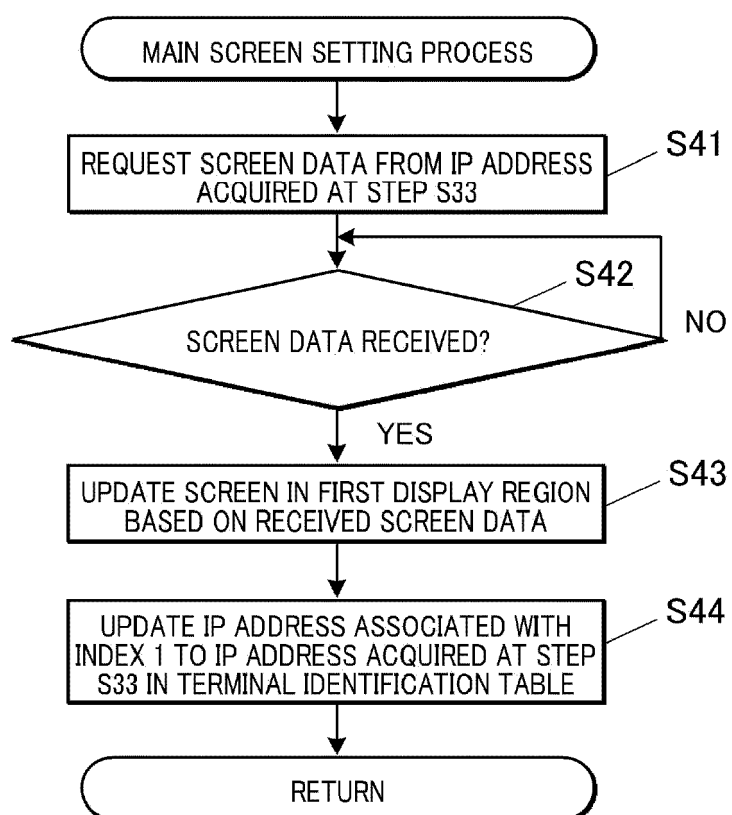 MAIN SCREEN SETTING PROCESS
S41
REQUEST SCREEN DATA FROM IP ADDRESS
ACQUIRED AT STEP S33
S42
SCREEN DATA RECEIVED?
NO
YES
S43
UPDATE SCREEN IN FIRST DISPLAY REGION
BASED ON RECEIVED SCREEN DATA
S44
UPDATE IP ADDRESS ASSOCIATED WITH
INDEX 1 TO IP ADDRESS ACQUIRED AT STEP
S33 IN TERMINAL IDENTIFICATION TABLE
RETURN